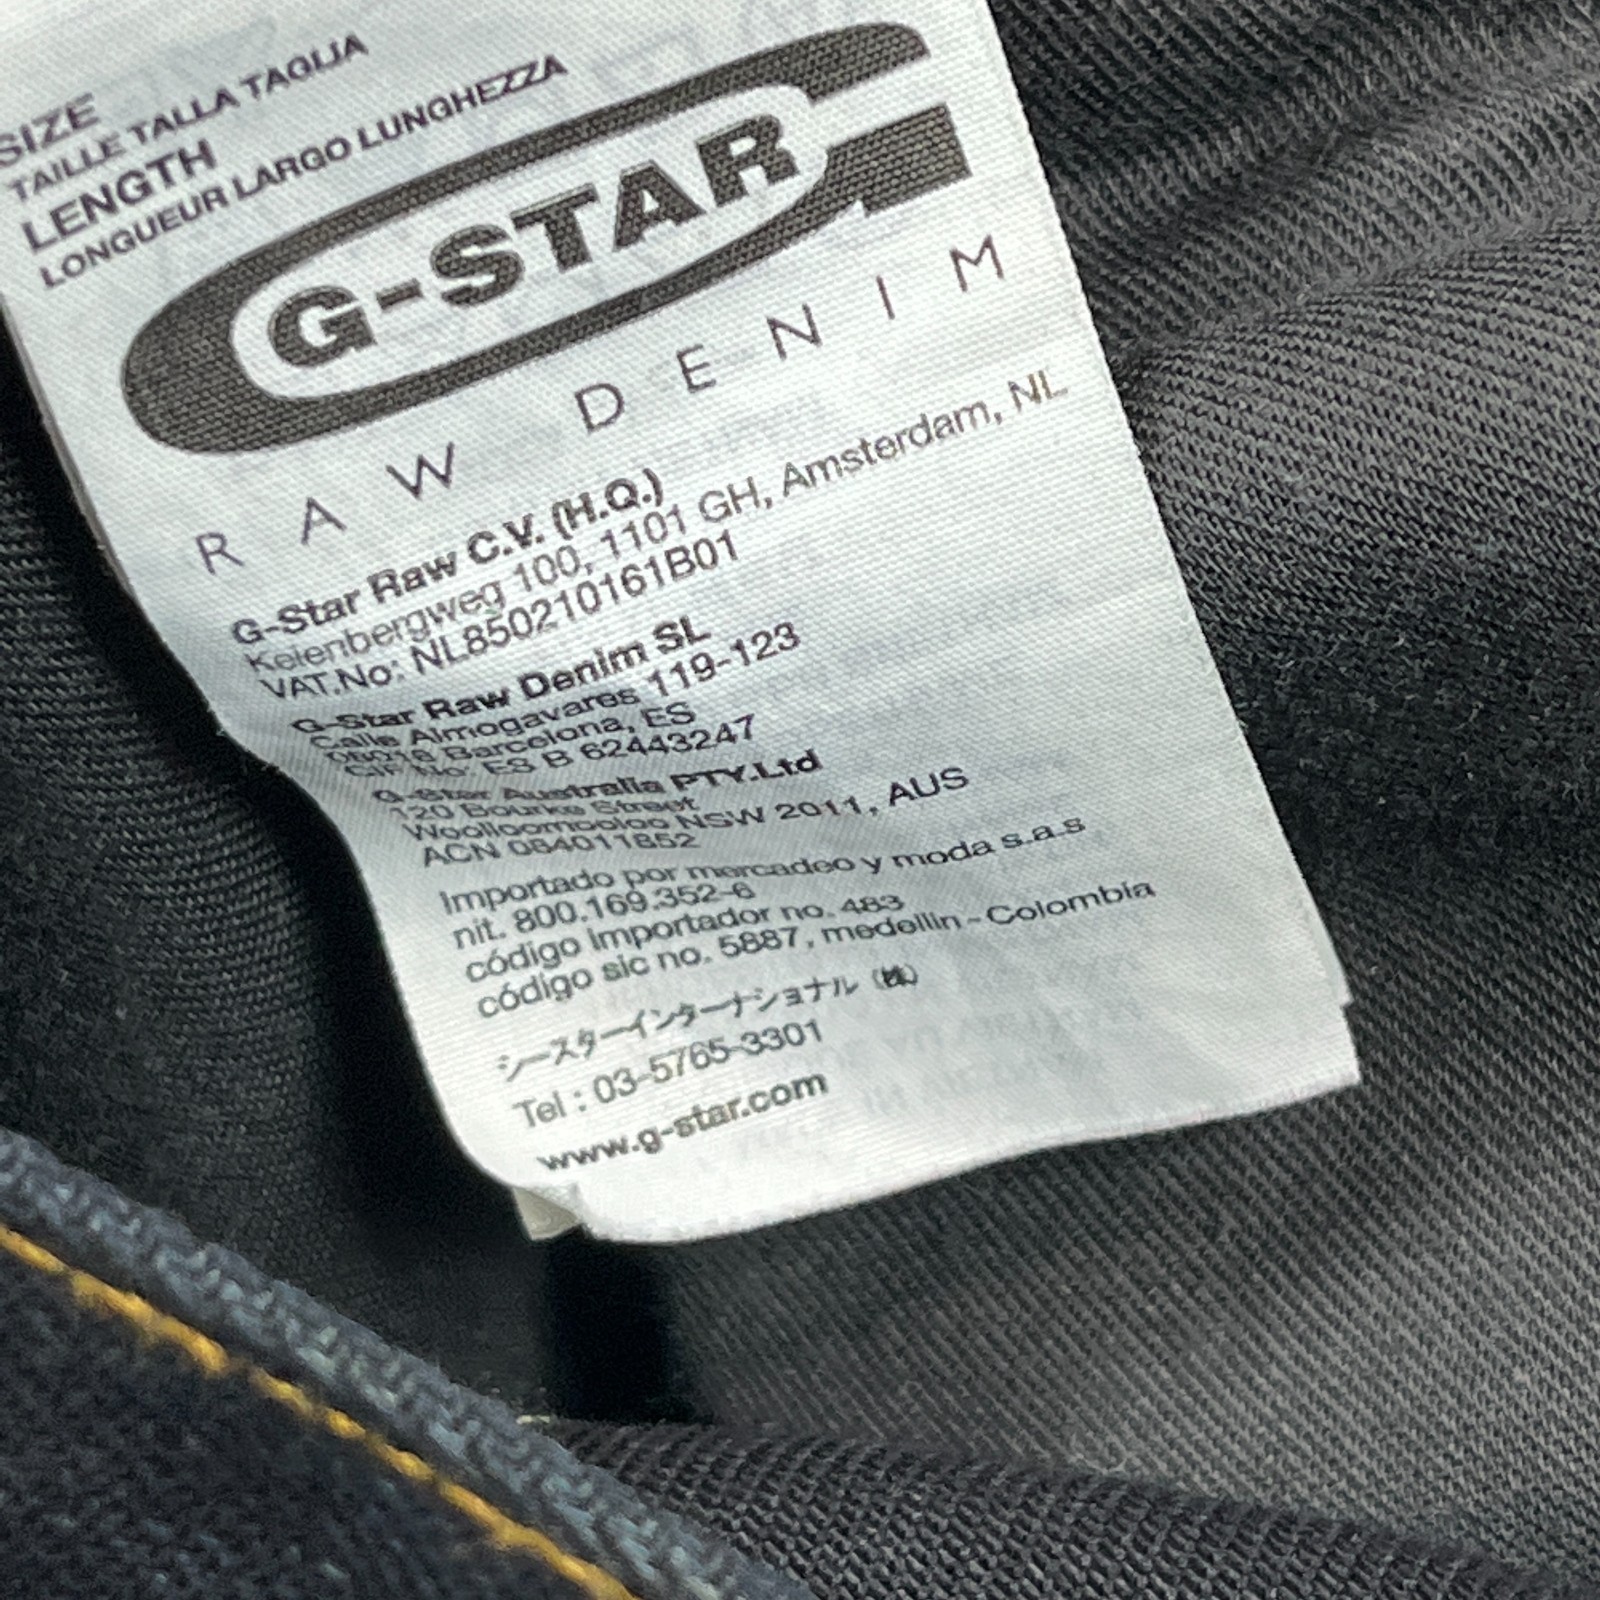 SIZE
TAILLE TALLA TAGLIA
LENGTH
LONGUEUR LARGO LUNGHEZZA
G-STAR
RAW DENIM
G-Star Raw C.V. (H.Q.)
Keienbergweg 100, 1101 GH, Amsterdam, NL
VAT.No: NL850210161B01
G-Star Raw Denim SL
Calle Almogavares 119-123
08018 Barcelona, ES
CIF No: ES B 62443247
G-Star Australia PTY.Ltd
120 Bourke Street
Woolloomooloo NSW 2011, AUS
ACN 084011852
Importado por mercadeo y moda s.a.s
nit. 800.169.352-6
código Importador no. 483
código sic no. 5887, medellin - Colombia
ジースターインターナショナル（株）
Tel : 03-5765-3301
www.g-star.com